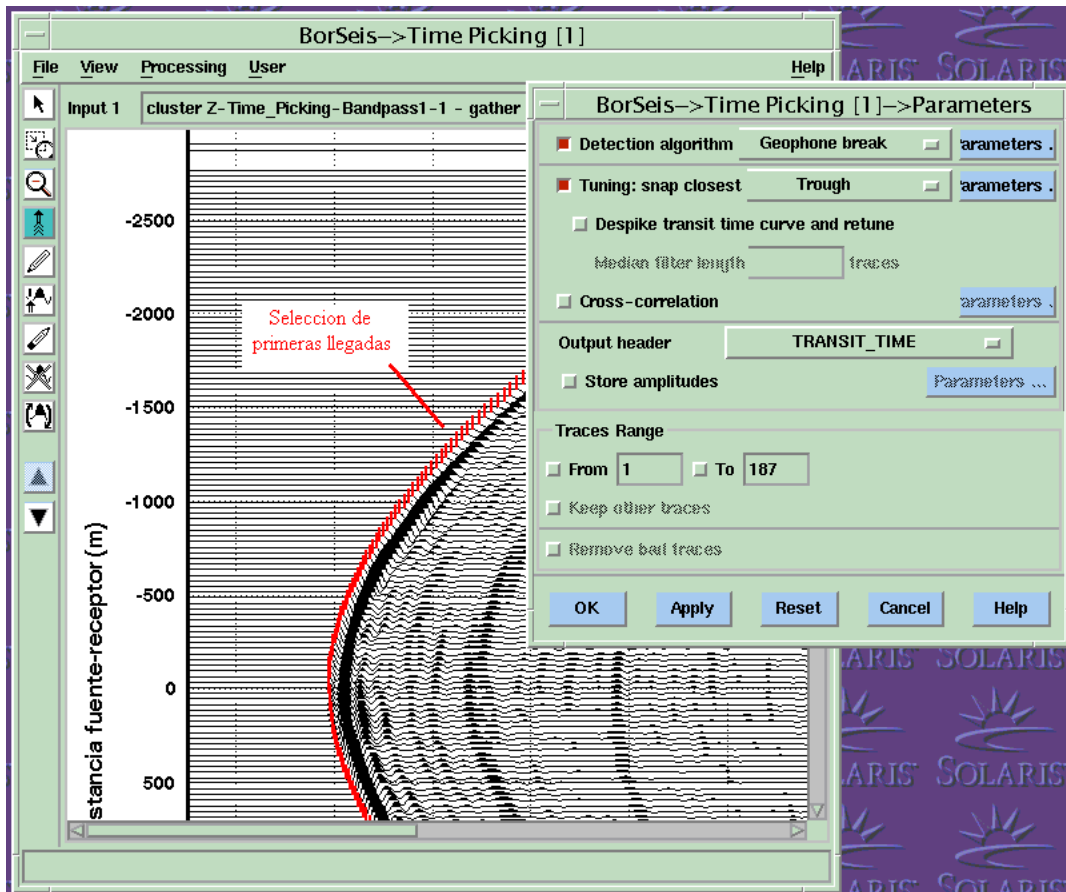 BorSeis->Time Picking [1]
File View Processing User Help
Input 1 cluster Z-Time_Picking-Bandpass1-1 - gather
-2500
-2000
Seleccion de
primeras llegadas
-1500
-1000
-500
0
500
stancia fuente-receptor (m)
BorSeis->Time Picking [1]->Parameters
Detection algorithm Geophone break arameters .
Tuning: snap closest Trough arameters .
Despike transit time curve and retune
Median filter length traces
Cross-correlation arameters .
Output header TRANSIT_TIME
Store amplitudes Parameters ...
Traces Range
From 1 To 187
Keep other traces
Remove bad traces
OK Apply Reset Cancel Help
SOLARIS
ARIS SOLARIS
ARIS SOLARIS
ARIS SOLARIS